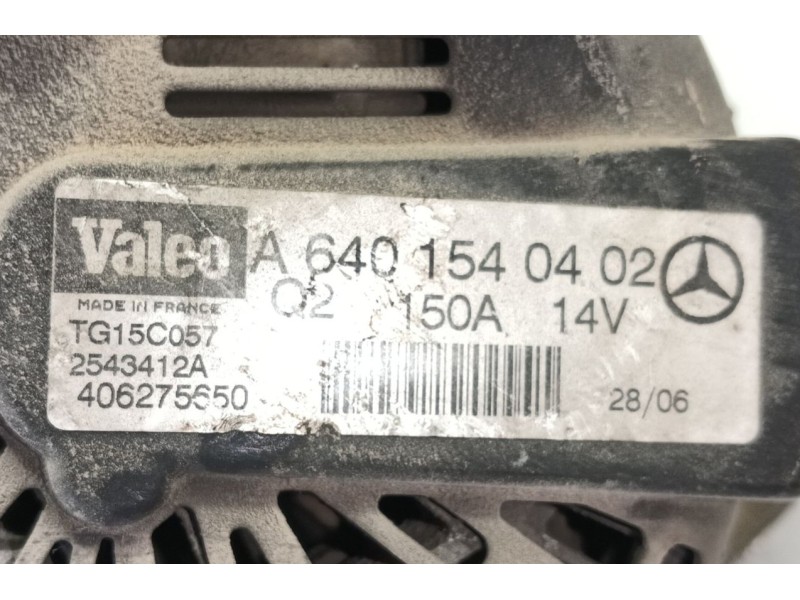 Valeo A 640 154 04 02
MADE IN FRANCE Q2 150A 14V
TG15C057
2543412A
406275650 28/06